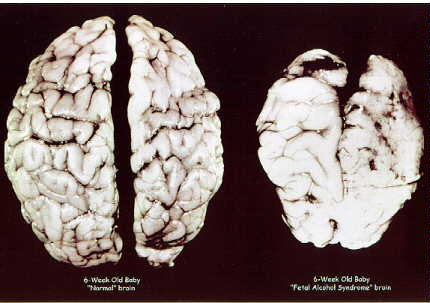 6-Week Old Baby
"Normal" brain
6-Week Old Baby
"Fetal Alcohol Syndrome" brain